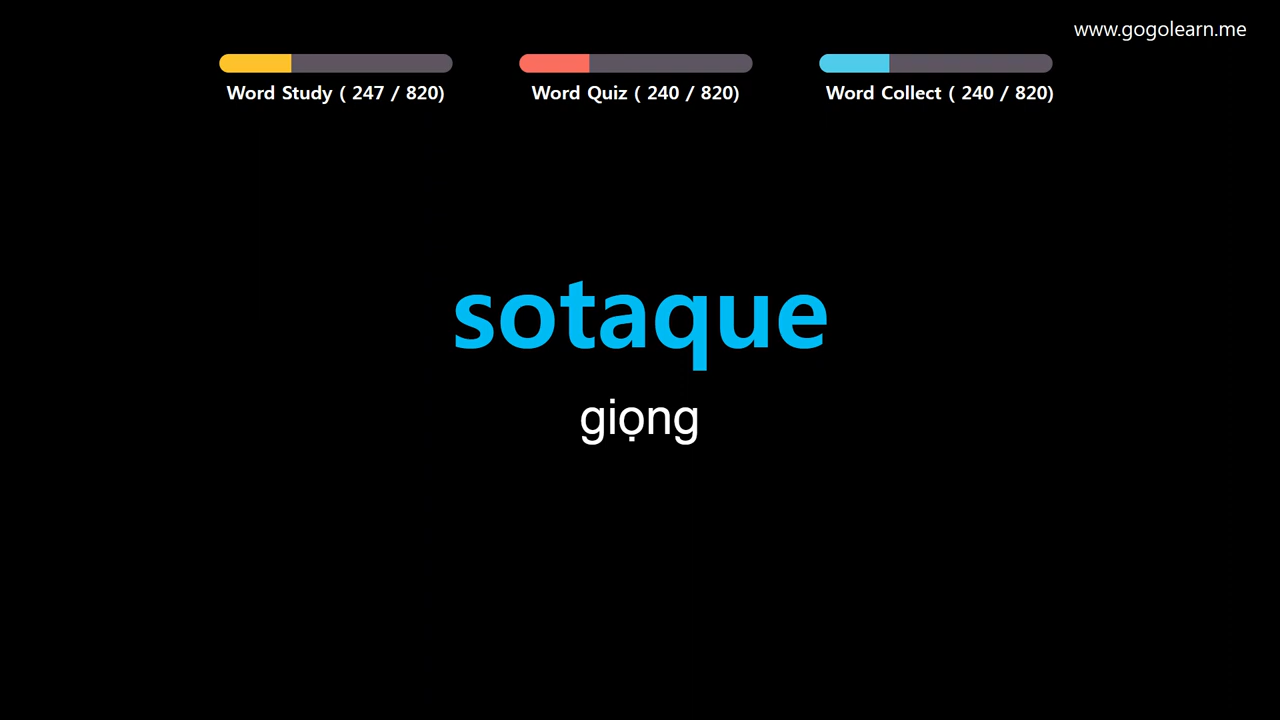 www.gogolearn.me
Word Study ( 247 / 820)
Word Quiz ( 240 / 820)
Word Collect ( 240 / 820)
sotaque
giọng